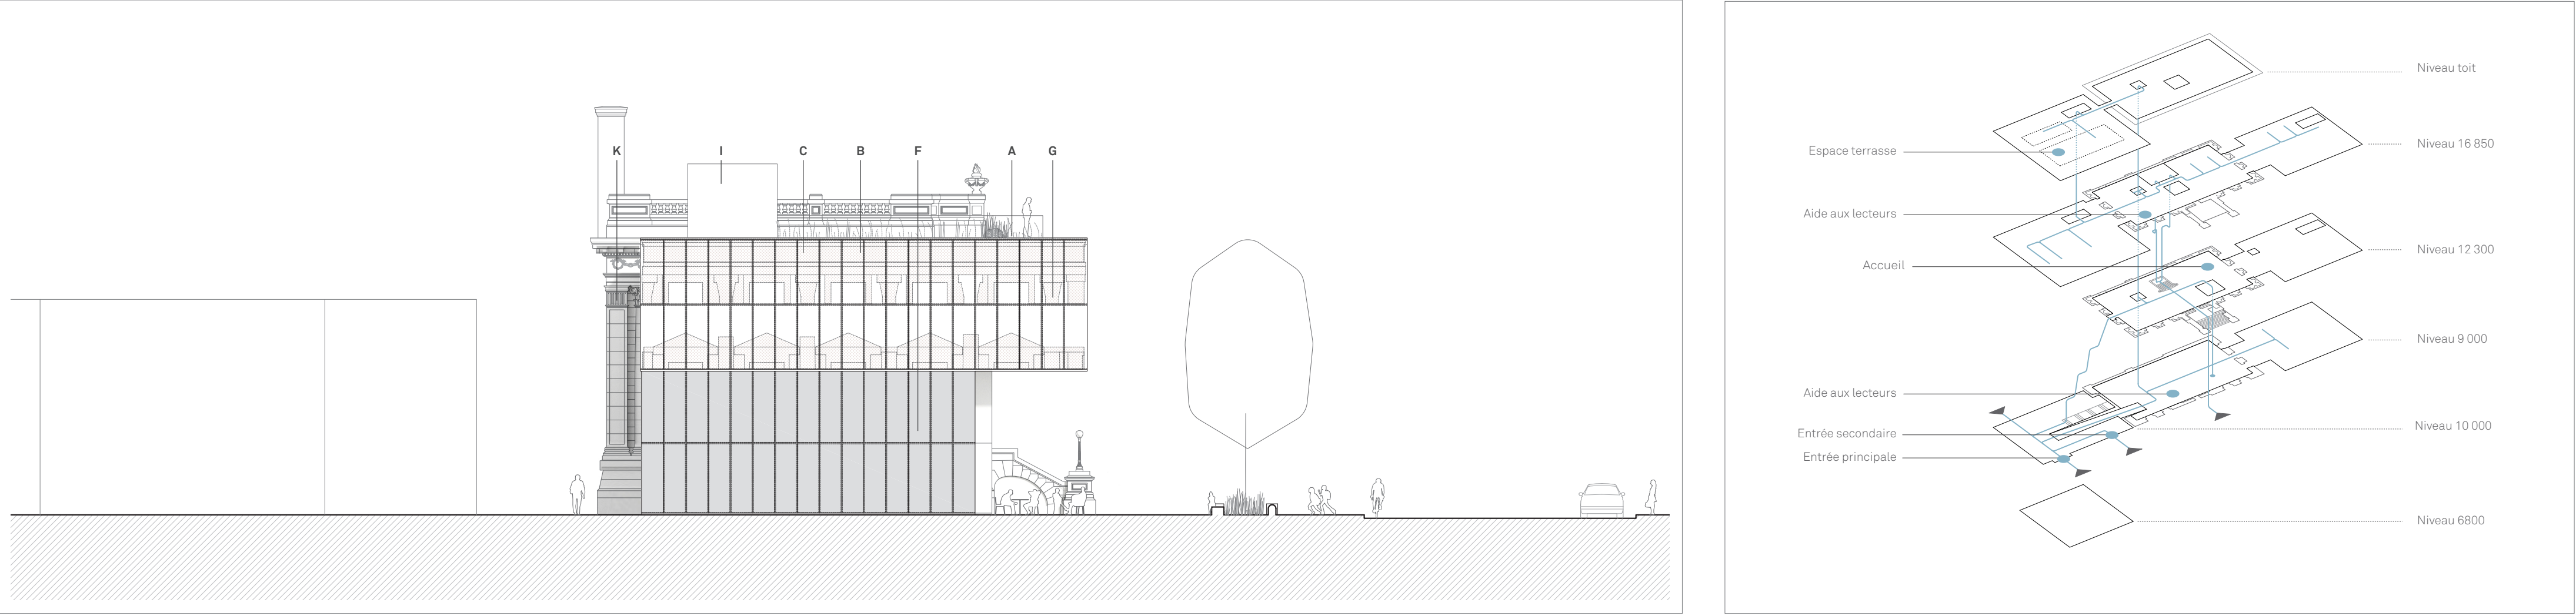 K I C B F A G
Niveau toit
Niveau 16 850
Espace terrasse
Aide aux lecteurs
Niveau 12 300
Accueil
Niveau 9 000
Aide aux lecteurs
Niveau 10 000
Entrée secondaire
Entrée principale
Niveau 6800